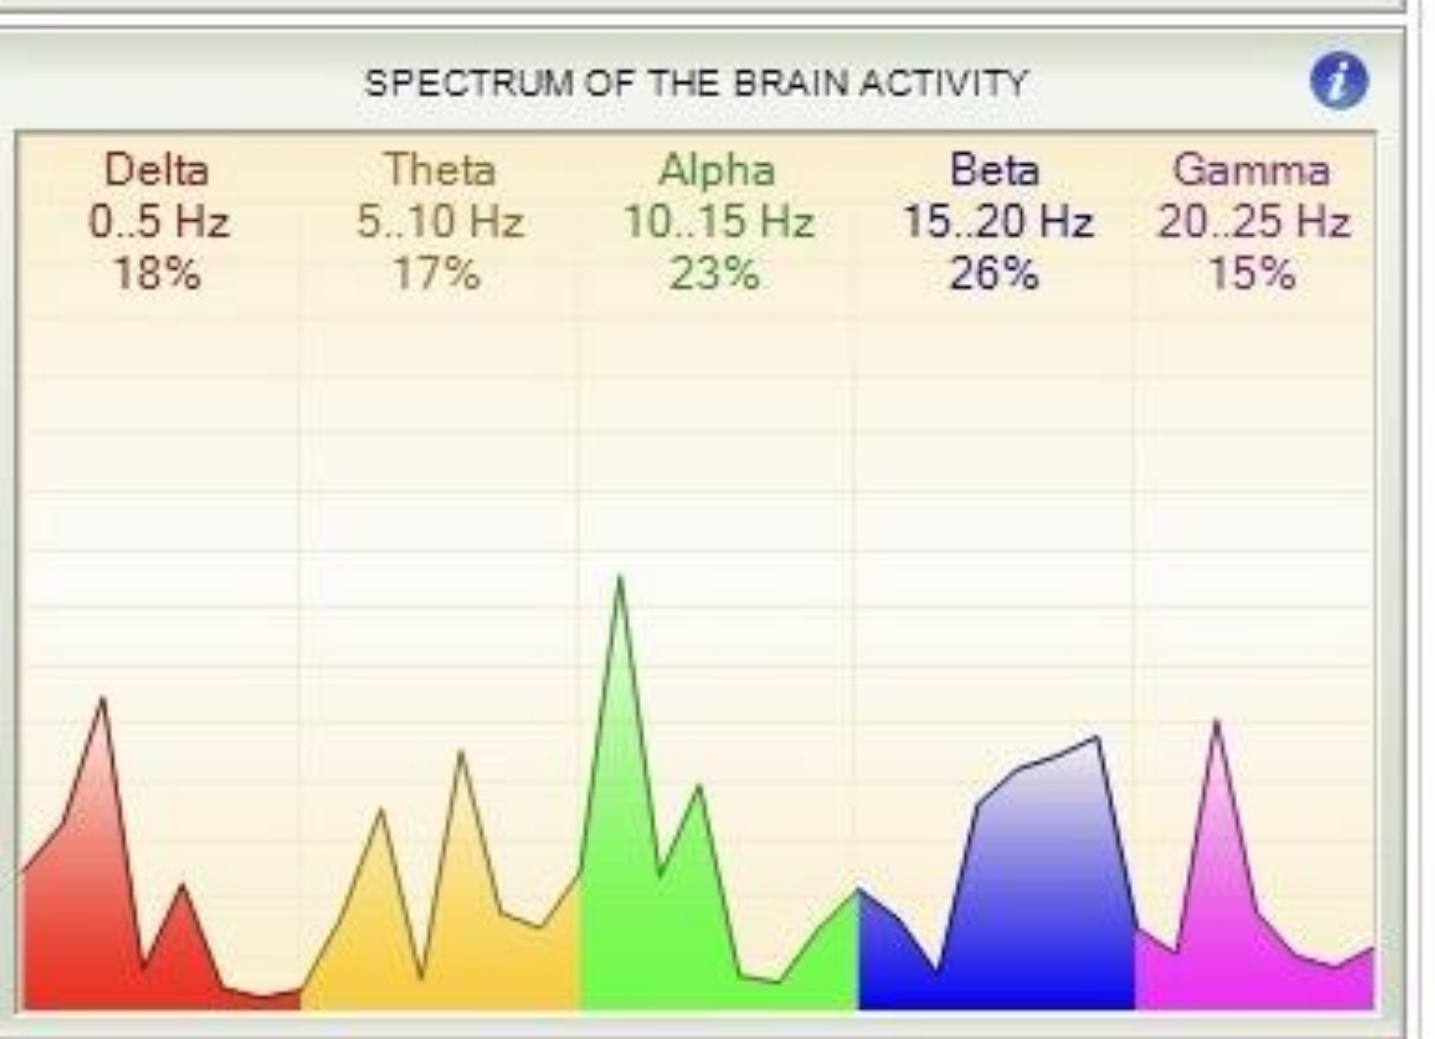 SPECTRUM OF THE BRAIN ACTIVITY
i
Delta
0..5 Hz
18%
Theta
5..10 Hz
17%
Alpha
10..15 Hz
23%
Beta
15..20 Hz
26%
Gamma
20..25 Hz
15%